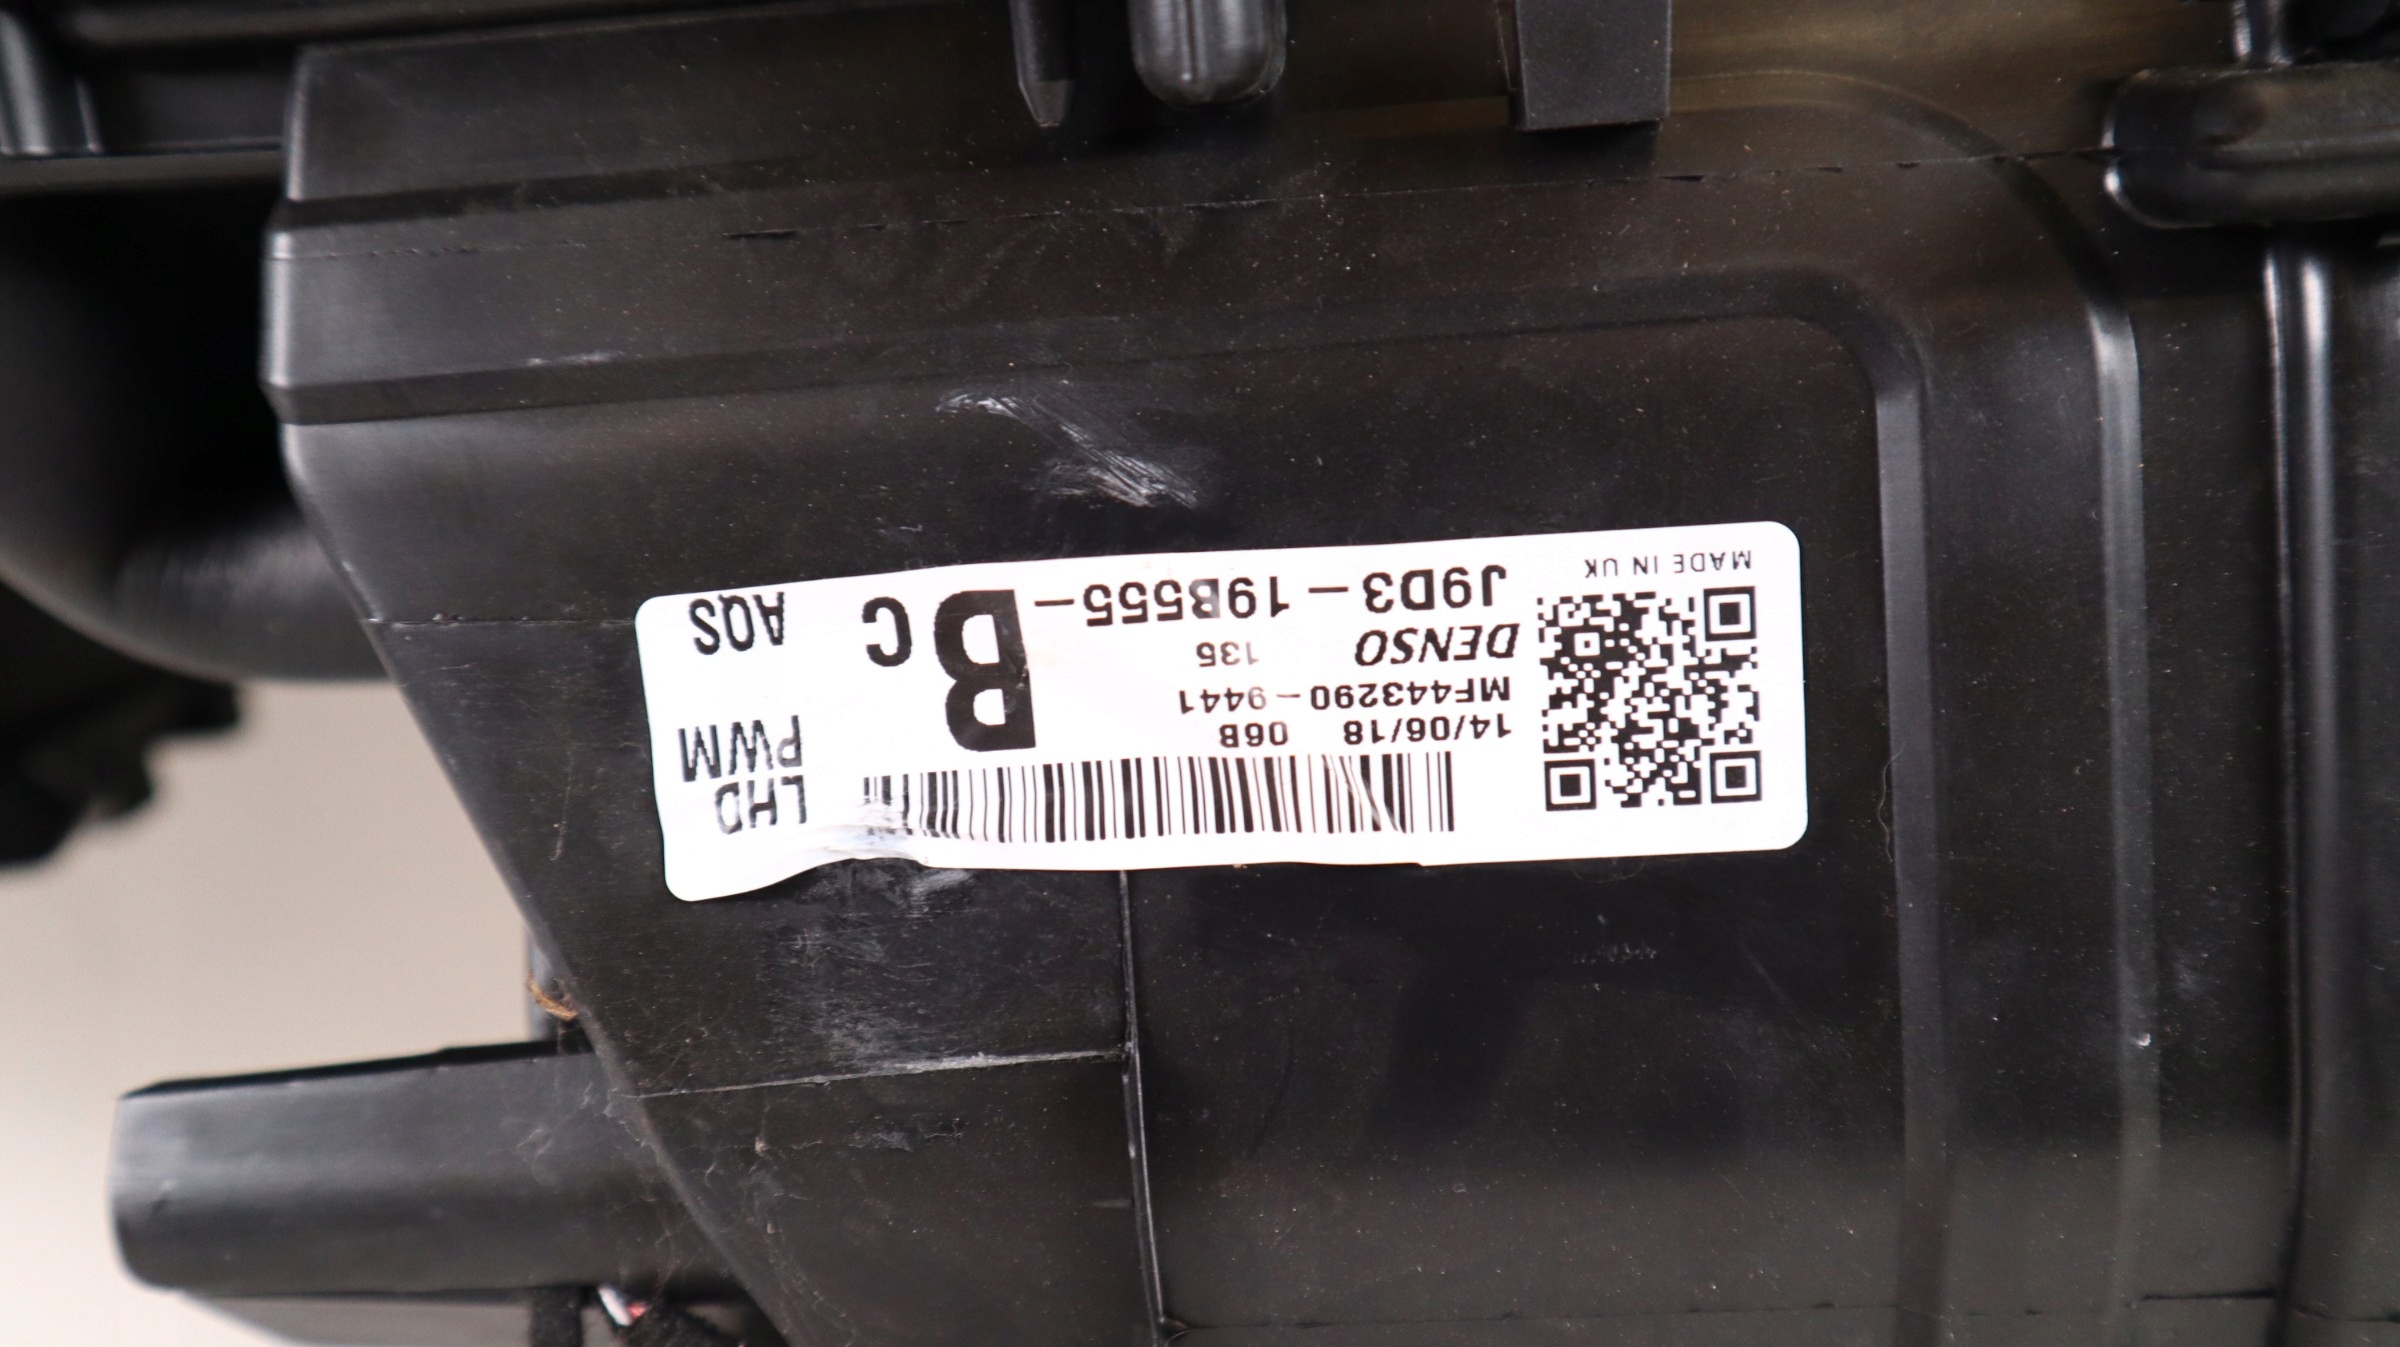 MADE IN UK
J9D3-19B555-
BC
AQS
DENSO 135
MF443290-9441
14/06/18 06B
PWM
LHD